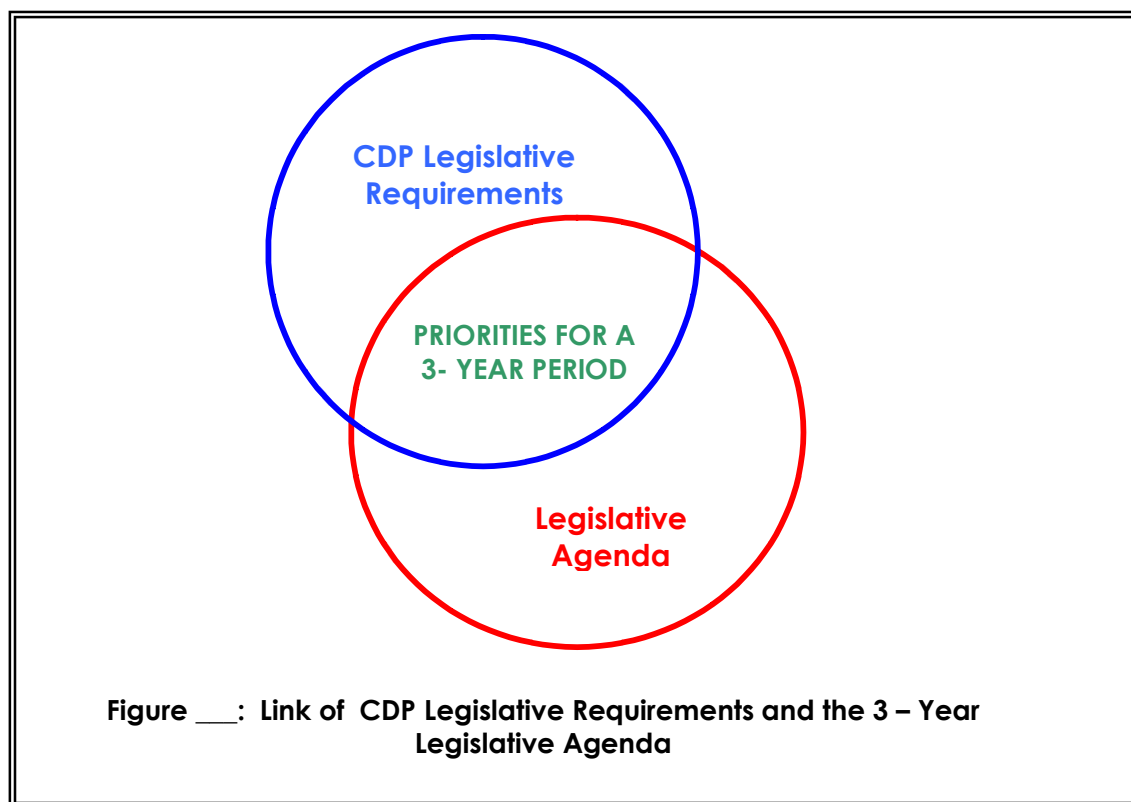 CDP Legislative
Requirements
PRIORITIES FOR A
3- YEAR PERIOD
Legislative
Agenda
Figure ___: Link of CDP Legislative Requirements and the 3 – Year
Legislative Agenda